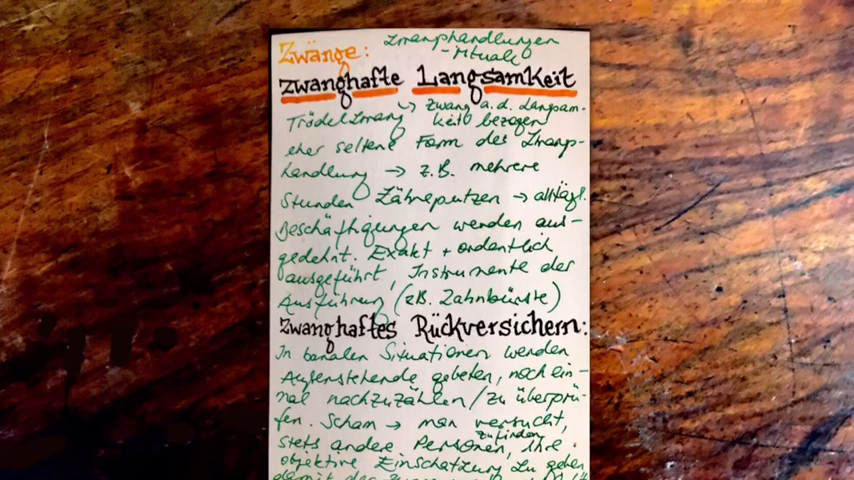 Zwänge: Zwanghandlungen
-rituale
zwanghafte Langsamkeit
Trödelzwang ↪ Zwang a. d. Langsam-
keit bezogen
eher seltene Form des Zwangs-
handlung → z.B. mehrere
Stunden Zähneputzen → alltägl.
Beschäftigungen werden aus-
gedehnt. Exakt + ordentlich
ausgeführt, Instrumente der
Ausführung (zB. Zahnbürste)
Zwanghaftes Rückversichern:
In banalen Situationen werden
Außenstehende gebeten, noch ein-
mal nachzuzählen / zu überprü-
fen. Scham → man versucht,
stets andere Personen zu finden, ihre
objektive Einschätzung zu geben